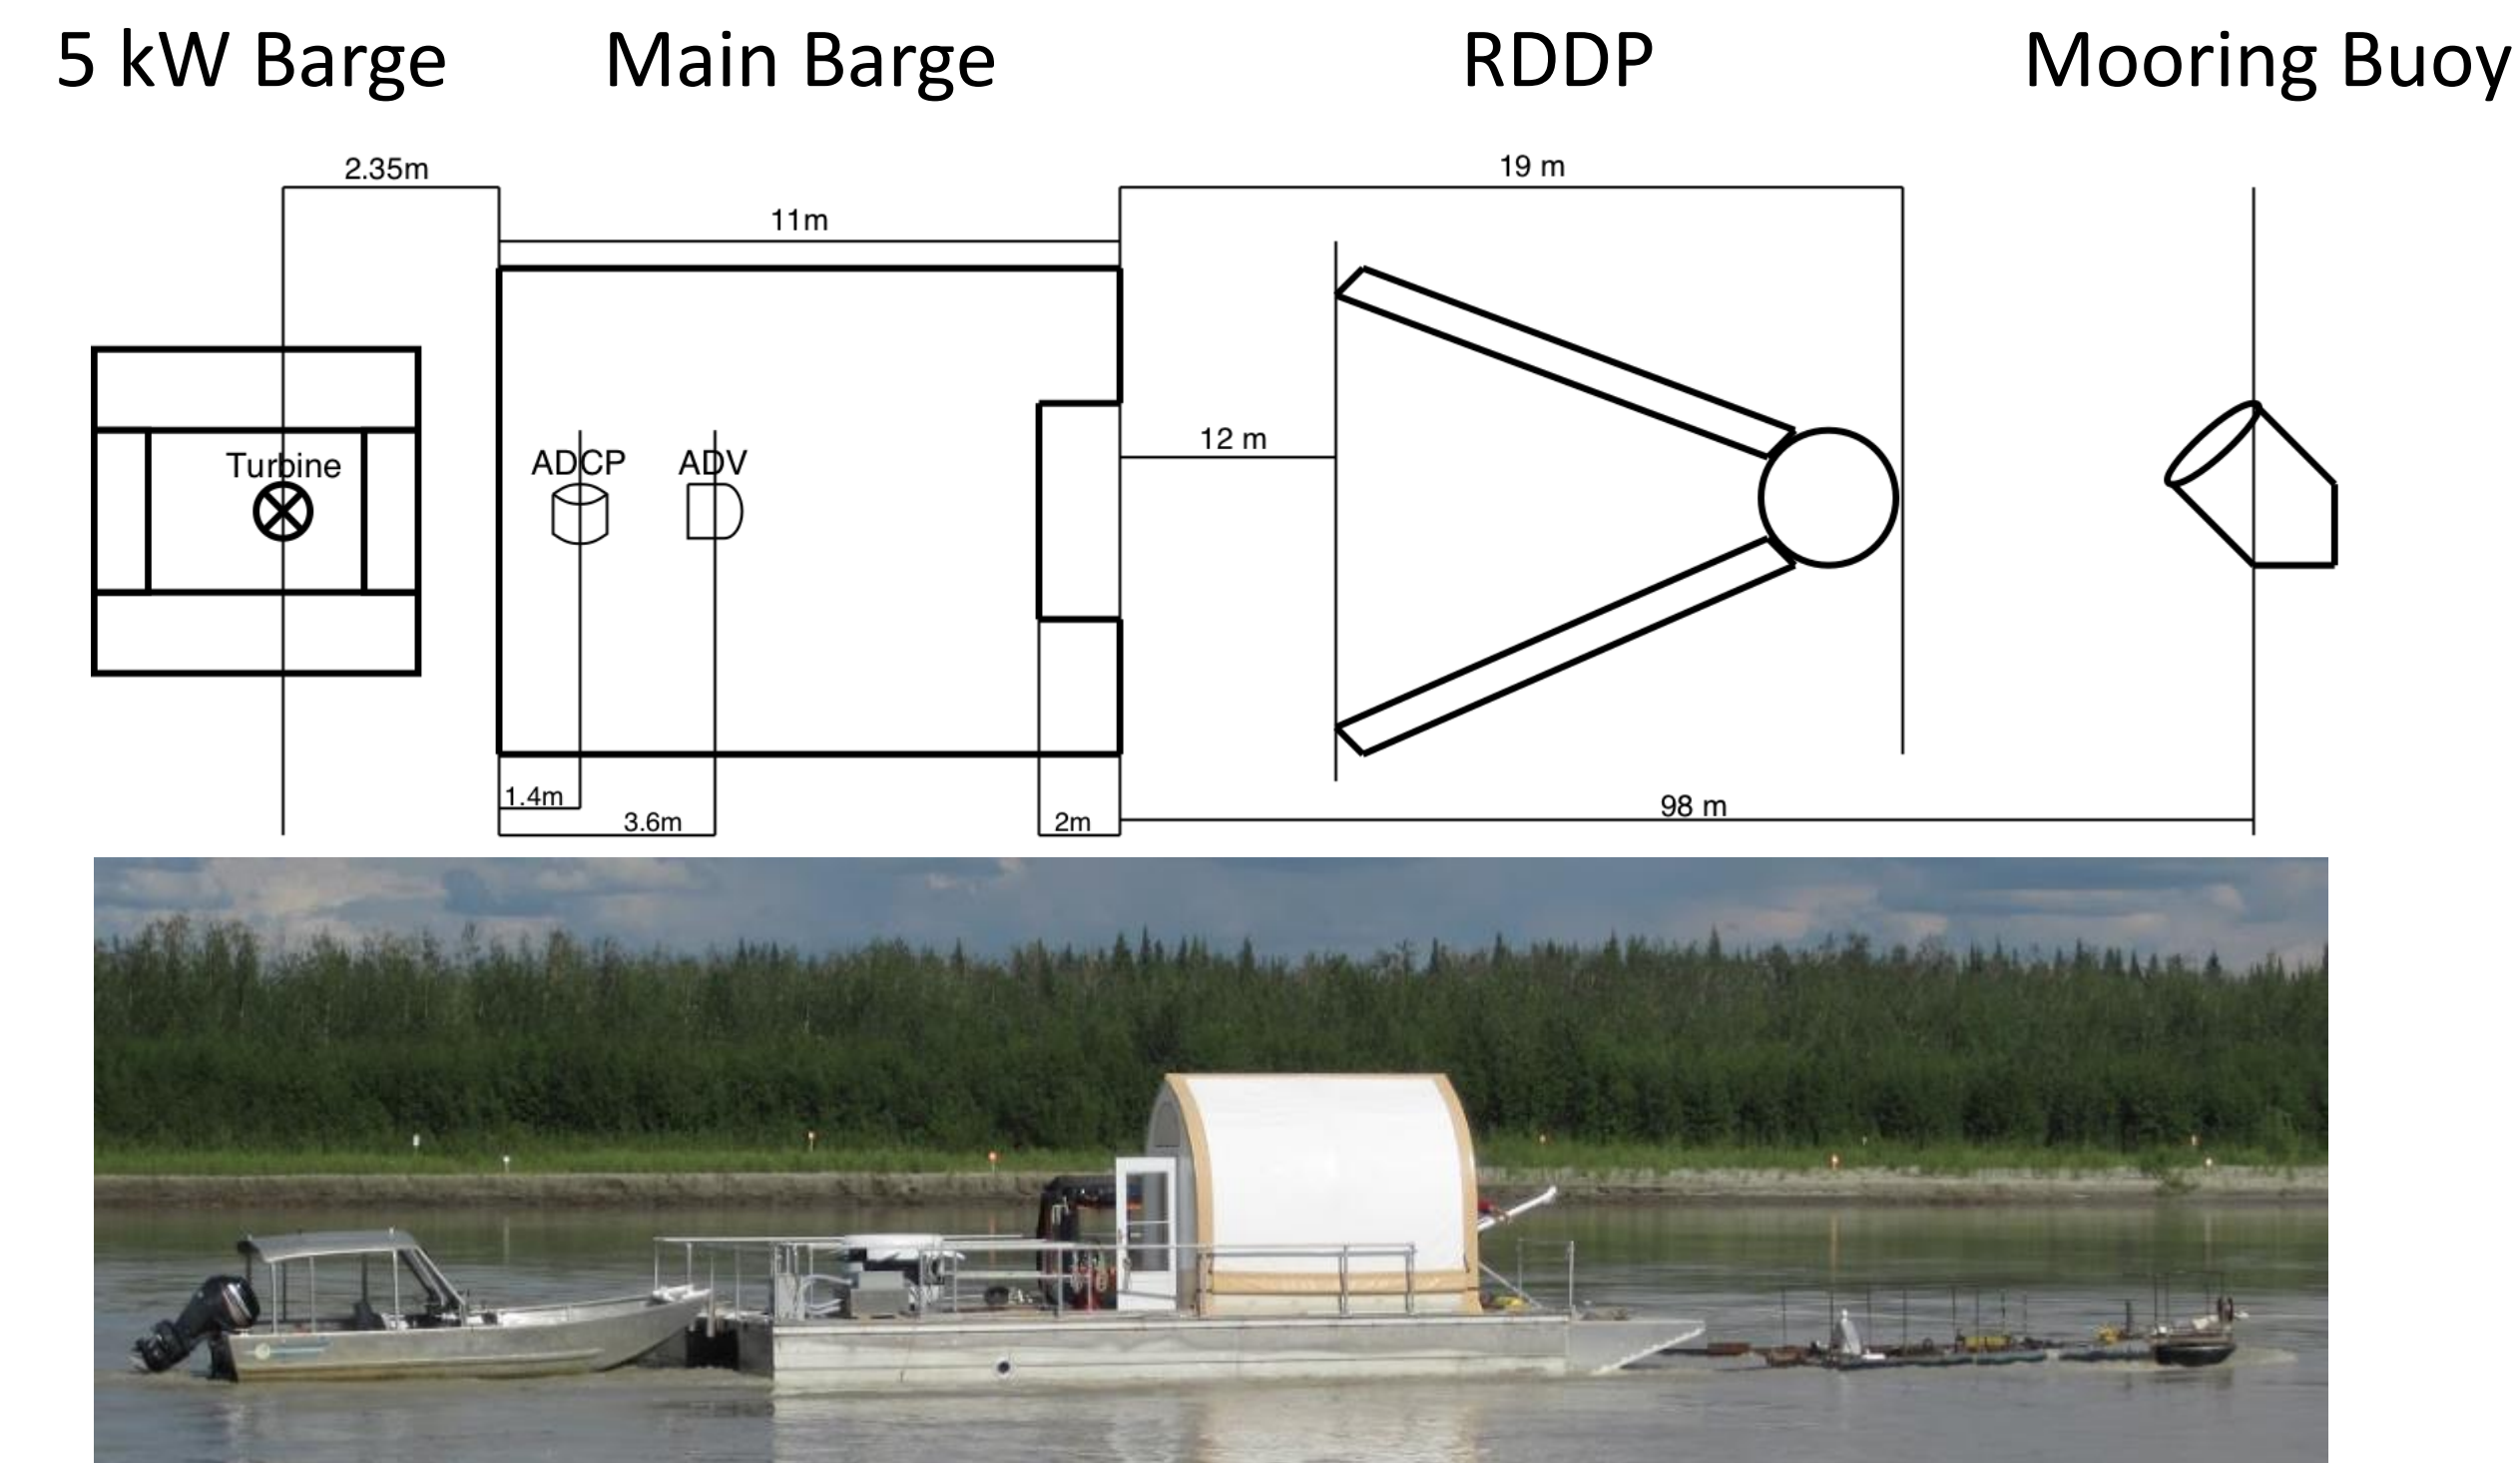 5 kW Barge
Main Barge
RDDP
Mooring Buoy
2.35m
19 m
11m
12 m
Turbine
ADCP
ADV
1.4m
3.6m
2m
98 m